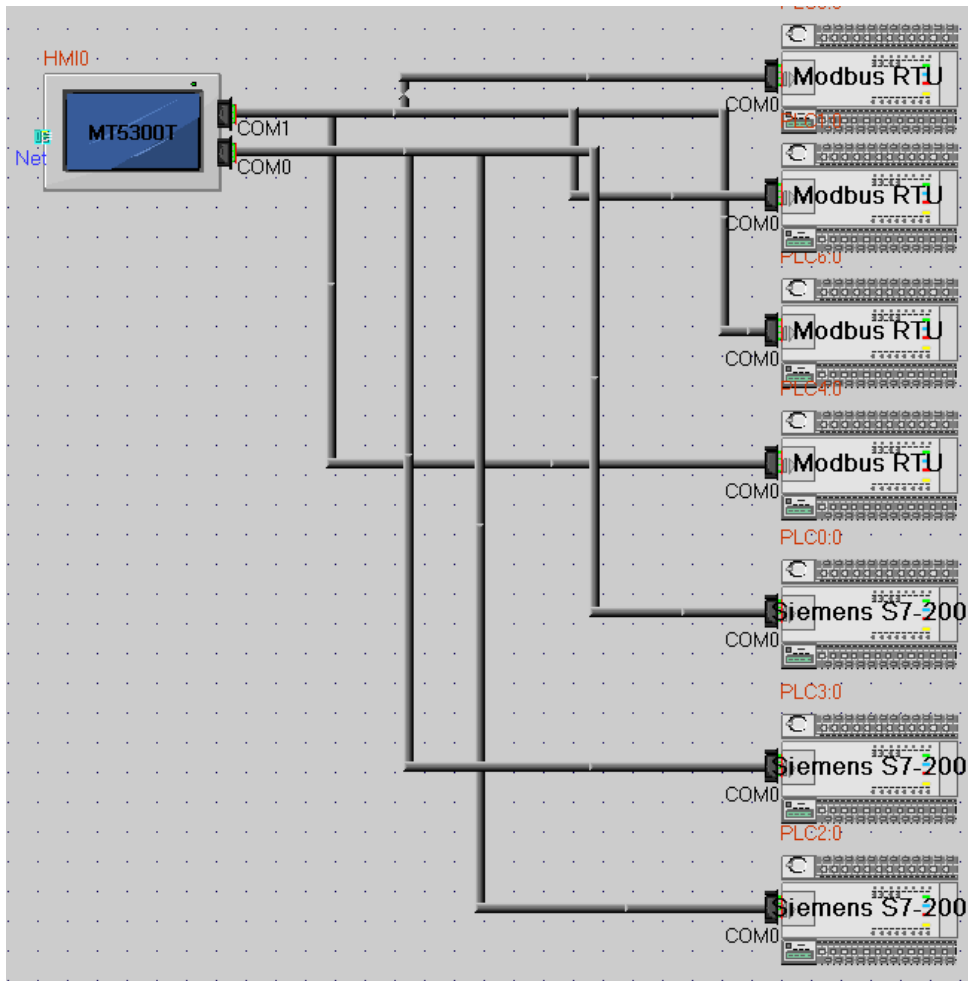 HMI0
MT5300T
Net
COM1
COM0
Modbus RTU
COM0
Modbus RTU
COM0
PLC6:0
Modbus RTU
COM0
PLC4:0
Modbus RTU
COM0
PLC0:0
Siemens S7-200
COM0
PLC3:0
Siemens S7-200
COM0
PLC2:0
Siemens S7-200
COM0